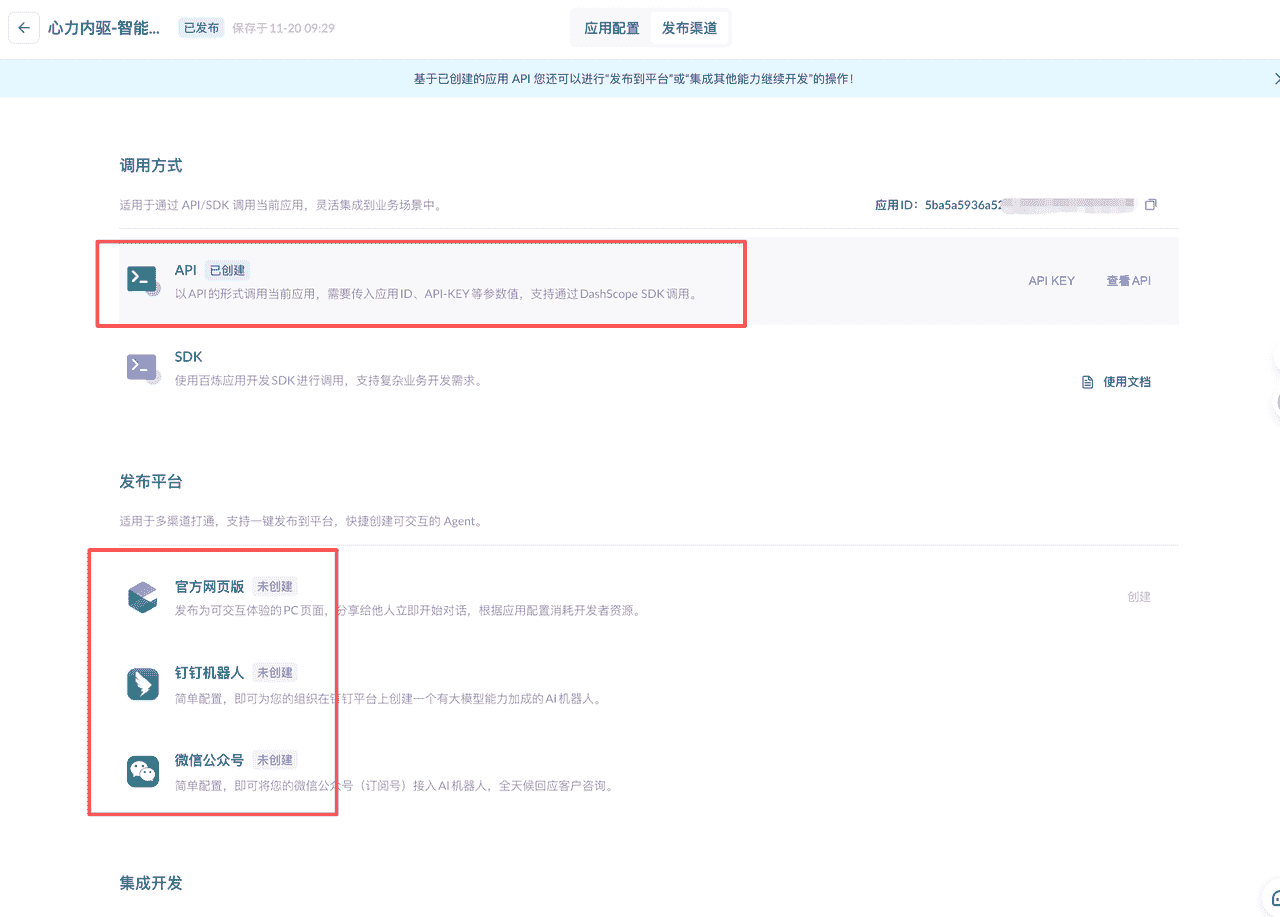 心力内驱-智能... 已发布 保存于 11-20 09:29 应用配置 发布渠道
基于已创建的应用 API 您还可以进行“发布到平台”或“集成其他能力继续开发”的操作！
调用方式
适用于通过 API/SDK 调用当前应用，灵活集成到业务场景中。 应用ID：5ba5a5936a52
API 已创建
以API的形式调用当前应用，需要传入应用ID、API-KEY等参数值，支持通过DashScope SDK调用。
API KEY 查看API
SDK
使用百炼应用开发SDK进行调用，支持复杂业务开发需求。
使用文档
发布平台
适用于多渠道打通，支持一键发布到平台，快捷创建可交互的 Agent。
官方网页版 未创建
发布为可交互体验的PC页面，分享给他人立即开始对话，根据应用配置消耗开发者资源。
创建
钉钉机器人 未创建
简单配置，即可为您的组织在钉钉平台上创建一个有大模型能力加成的AI机器人。
微信公众号 未创建
简单配置，即可将您的微信公众号（订阅号）接入AI机器人，全天候回应客户咨询。
集成开发